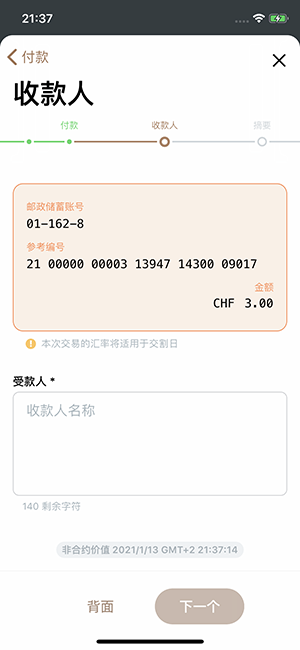 21:37
付款
收款人
付款 收款人 摘要
邮政储蓄账号
01-162-8
参考编号
21 00000 00003 13947 14300 09017
金额
CHF 3.00
本次交易的汇率将适用于交割日
受款人 *
收款人名称
140 剩余字符
非合约价值 2021/1/13 GMT+2 21:37:14
背面 下一个